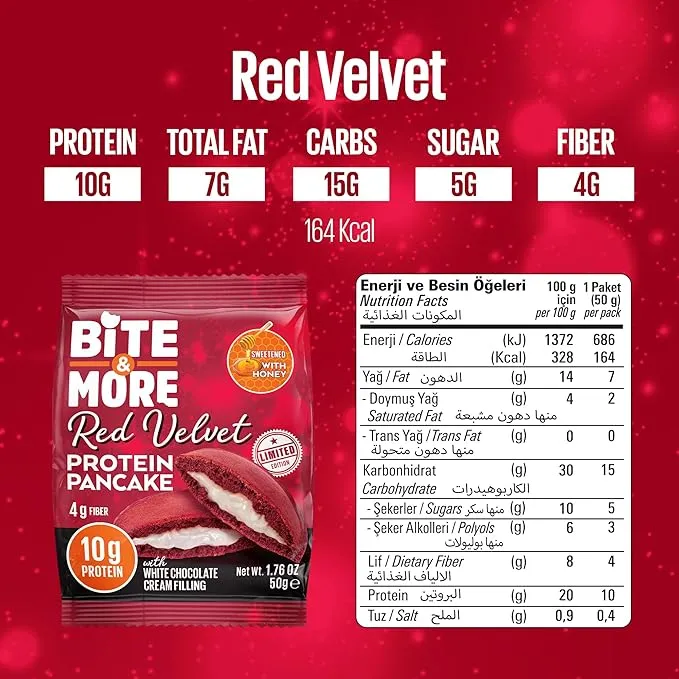 Red Velvet
PROTEIN TOTAL FAT CARBS SUGAR FIBER
10G 7G 15G 5G 4G
164 Kcal
BiTE
&
MORE
Red Velvet
PROTEIN
PANCAKE
4g FIBER
10g
PROTEIN
with
WHITE CHOCOLATE
CREAM FILLING
SWEETENED
WITH
HONEY
LIMITED
EDITION
Net Wt. 1.76 OZ
50g e
Enerji ve Besin Öğeleri 100 g 1 Paket
Nutrition Facts için (50 g)
المكونات الغذائية per 100 g per pack
Enerji / Calories (kJ) 1372 686
الطاقة (Kcal) 328 164
Yağ / Fat الدهون (g) 14 7
- Doymuş Yağ (g) 4 2
Saturated Fat منها دهون مشبعة
- Trans Yağ / Trans Fat (g) 0 0
منها دهون متحولة
Karbonhidrat (g) 30 15
Carbohydrate الكاربوهيدرات
- Şekerler / Sugars منها سكر (g) 10 5
- Şeker Alkolleri / Polyols (g) 6 3
منها بوليولات
Lif / Dietary Fiber (g) 8 4
الالياف الغذائية
Protein البروتين (g) 20 10
Tuz / Salt الملح (g) 0,9 0,4